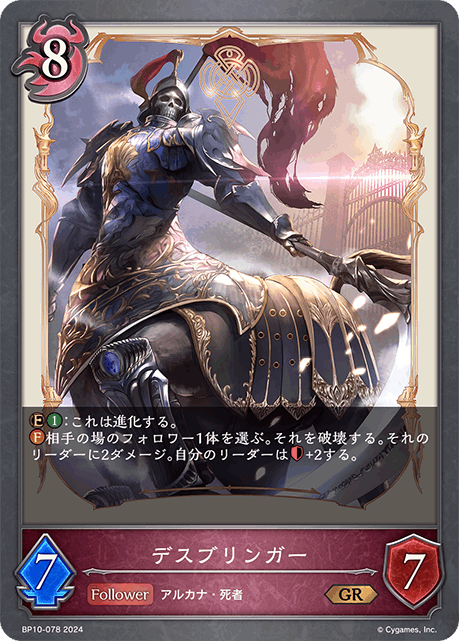 8
E 1:これは進化する。
F 相手の場のフォロワー1体を選ぶ。それを破壊する。それの
リーダーに2ダメージ。自分のリーダーは+2する。
デスブリンガー
7
Follower アルカナ・死者
GR
7
BP10-078 2024
© Cygames, Inc.